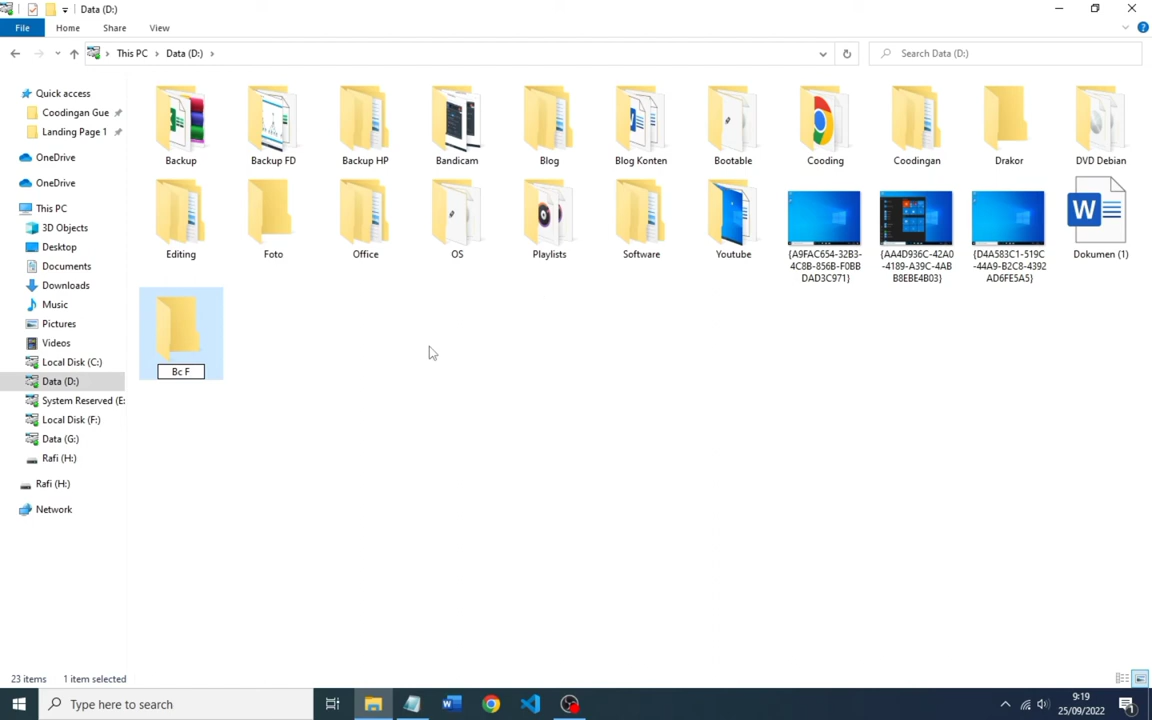 Data (D:)
File
Home
Share
View
This PC
Data (D:)
Search Data (D:)
Quick access
Coodingan Gue
Landing Page 1
OneDrive
OneDrive
This PC
3D Objects
Desktop
Documents
Downloads
Music
Pictures
Videos
Local Disk (C:)
Data (D:)
System Reserved (E:
Local Disk (F:)
Data (G:)
Rafi (H:)
Rafi (H:)
Network
Backup
Backup FD
Backup HP
Bandicam
Blog
Blog Konten
Bootable
Cooding
Coodingan
Drakor
DVD Debian
Editing
Foto
Office
OS
Playlists
Software
Youtube
{A9FAC654-32B3-
4C8B-856B-F0BB
DAD3C971}
{AA4D936C-42A0
-4189-A39C-4AB
B8EBE4B03}
{D4A583C1-519C
-44A9-B2C8-4392
AD6FE5A5}
Dokumen (1)
Bc F
23 items
1 item selected
Type here to search
9:19
25/09/2022